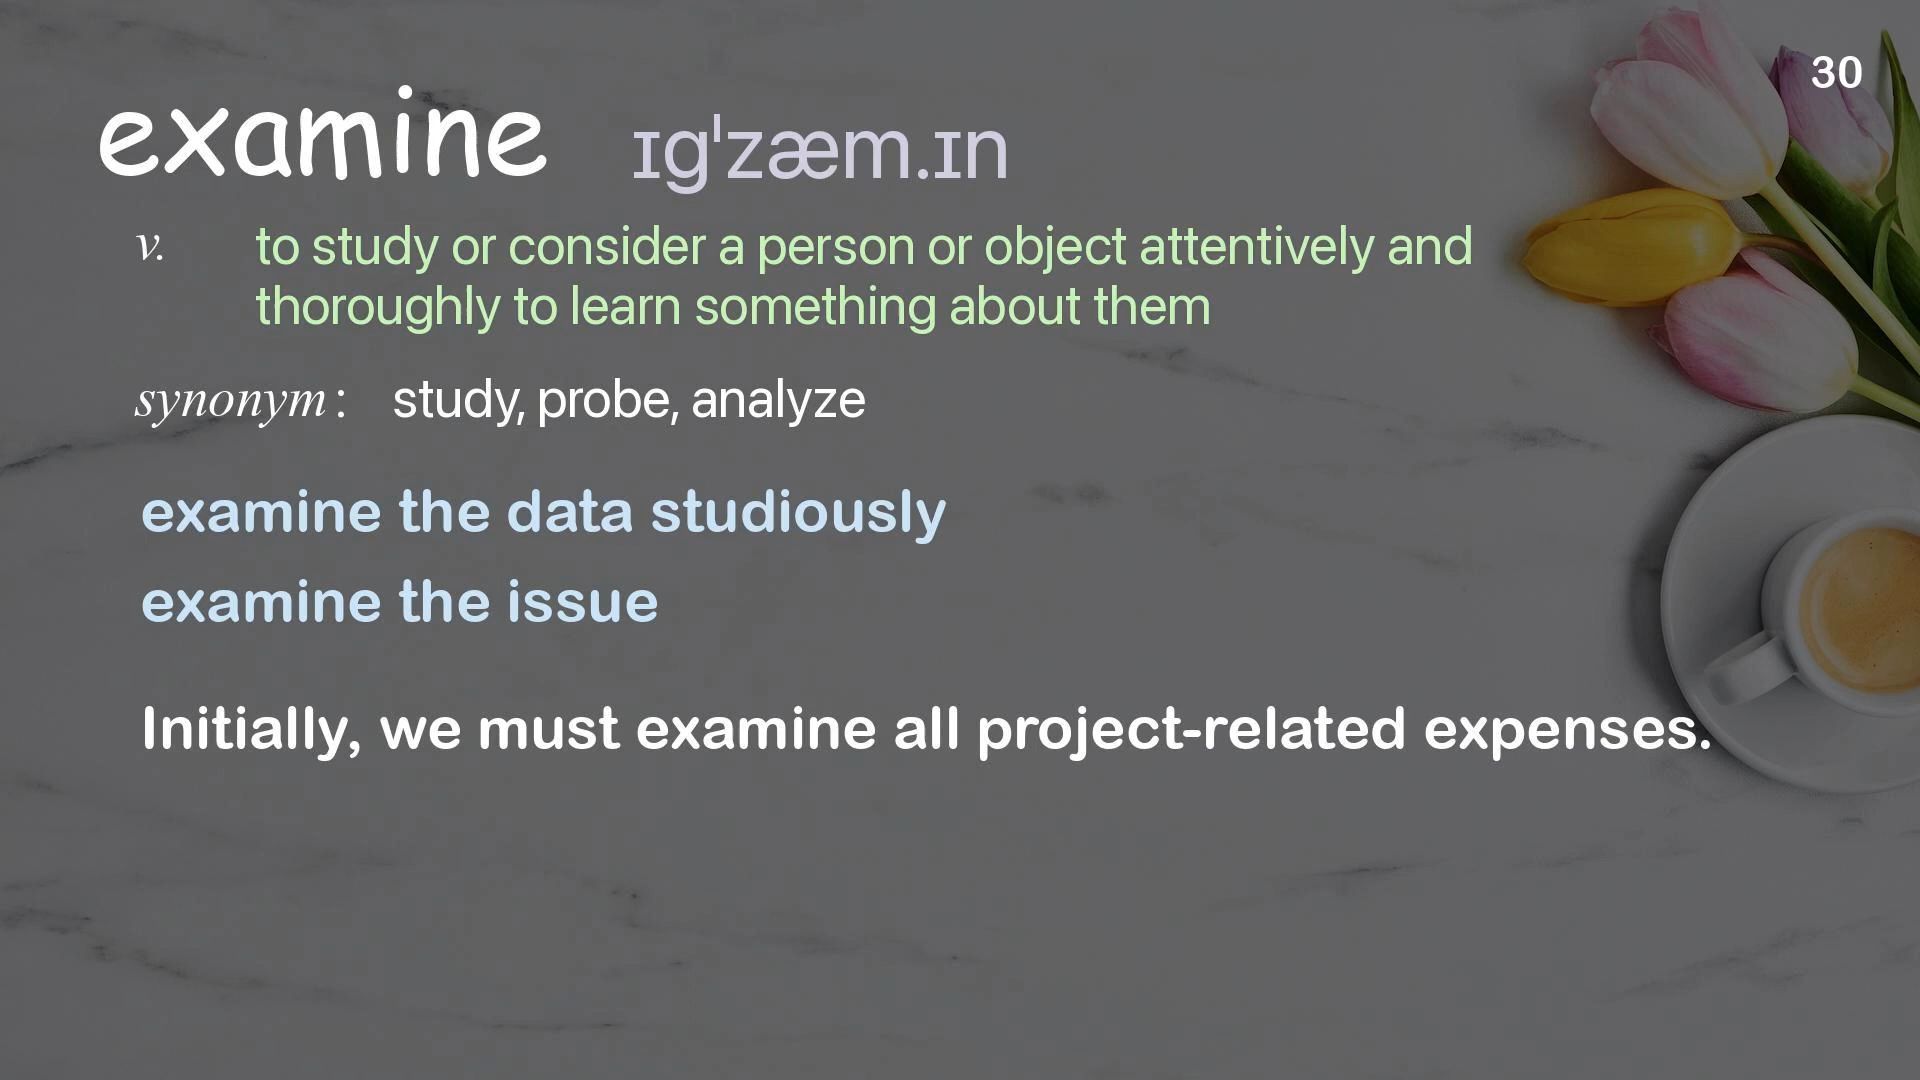 30
examine ɪɡˈzæm.ɪn
v. to study or consider a person or object attentively and
thoroughly to learn something about them
synonym: study, probe, analyze
examine the data studiously
examine the issue
Initially, we must examine all project-related expenses.